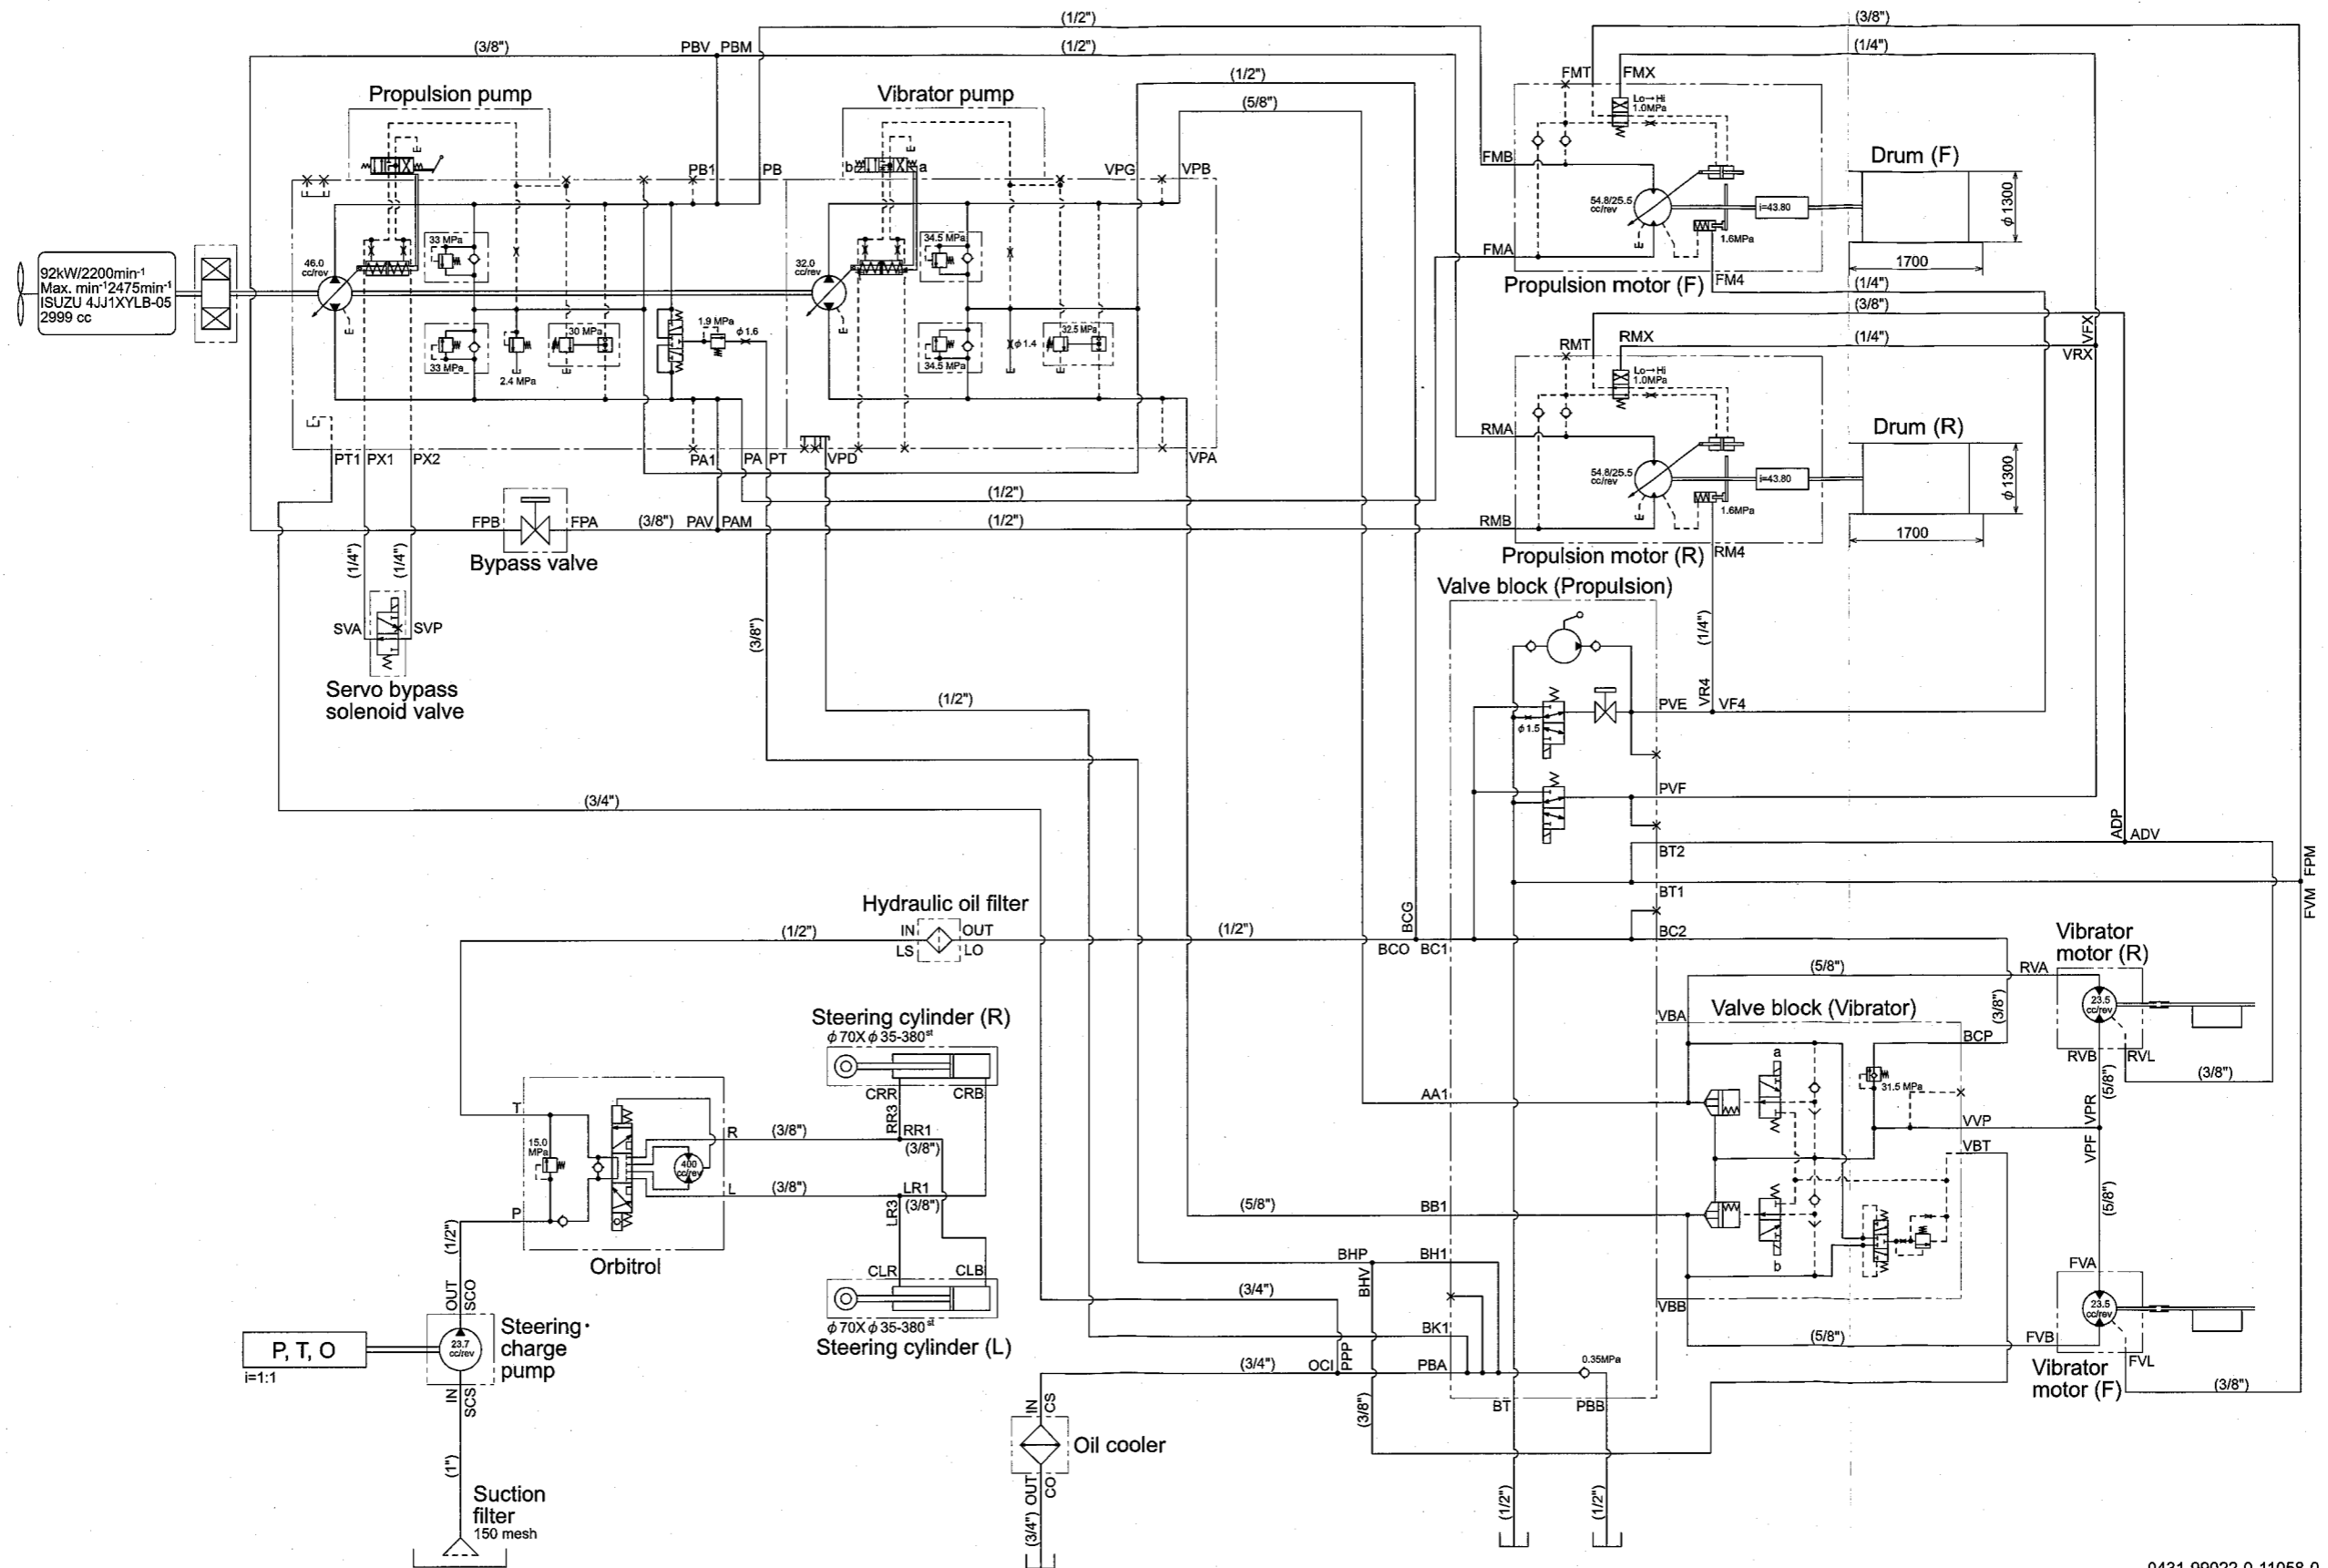 (1/2")
(3/8")
(3/8")
PBV PBM
(1/2")
(1/4")
(1/2")
(5/8")
FMT
FMX
Propulsion pump
Vibrator pump
Lo→Hi
1.0MPa
b
a
PB1
PB
VPG
VPB
FMB
Drum (F)
54.8/25.5
cc/rev
i=43.80
φ1300
1.6MPa
1700
FMA
FM4
Propulsion motor (F)
(1/4")
(3/8")
92kW/2200min-1
Max. min-12475min-1
ISUZU 4JJ1XYLB-05
2999 cc
46.0
cc/rev
33 MPa
33 MPa
2.4 MPa
30 MPa
1.9 MPa
φ1.6
32.0
cc/rev
34.5 MPa
34.5 MPa
φ1.4
32.5 MPa
RMT
RMX
(1/4")
VFX
VRX
Lo→Hi
1.0MPa
RMA
Drum (R)
54.8/25.5
cc/rev
i=43.80
φ1300
1.6MPa
1700
PT1
PX1
PX2
PA1
PA
PT
VPD
VPA
(1/2")
FPB
FPA
(3/8")
PAV
PAM
(1/2")
RMB
Bypass valve
Propulsion motor (R)
RM4
(1/4")
(1/4")
Valve block (Propulsion)
SVA
SVP
(3/8")
(1/4")
Servo bypass
solenoid valve
(1/2")
φ1.5
PVE
VR4
VF4
(3/4")
PVF
ADP
ADV
BT2
FPM
FVM
BT1
Hydraulic oil filter
BCG
(1/2")
IN
OUT
LS
LO
(1/2")
BCO
BC1
BC2
Vibrator
motor (R)
(5/8")
RVA
23.5
cc/rev
(3/8")
Steering cylinder (R)
φ70Xφ35-380st
VBA
Valve block (Vibrator)
BCP
RVB
RVL
(3/8")
a
31.5 MPa
(5/8")
CRR
CRB
AA1
VPR
VVP
VPF
VBT
T
15.0
MPa
R
(3/8")
RR3
RR1
(3/8")
400
cc/rev
L
(3/8")
LR1
LR3
(3/8")
P
(5/8")
BB1
(5/8")
(1/2")
Orbitrol
CLR
CLB
BHP
BH1
b
FVA
OUT
SCO
(3/4")
BHV
VBB
23.5
cc/rev
φ70Xφ35-380st
Steering cylinder (L)
Steering·
charge
pump
23.7
cc/rev
P, T, O
i=1:1
BK1
(5/8")
FVB
FVL
Vibrator
motor (F)
(3/8")
(3/4")
OCI
PPP
PBA
0.35MPa
IN
SCS
IN
CS
(3/8")
BT
PBB
Oil cooler
(1")
OUT
CO
Suction
filter
150 mesh
(3/4")
(1/2")
(1/2")
0431-99022-0-11058-0